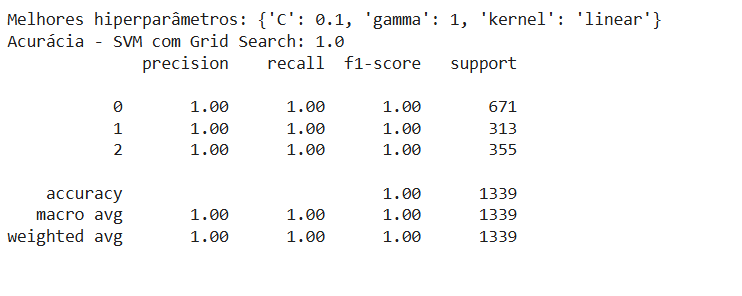 Melhores hiperparâmetros: {'C': 0.1, 'gamma': 1, 'kernel': 'linear'}
Acurácia - SVM com Grid Search: 1.0
              precision    recall  f1-score   support

           0       1.00      1.00      1.00       671
           1       1.00      1.00      1.00       313
           2       1.00      1.00      1.00       355

    accuracy                           1.00      1339
   macro avg       1.00      1.00      1.00      1339
weighted avg       1.00      1.00      1.00      1339